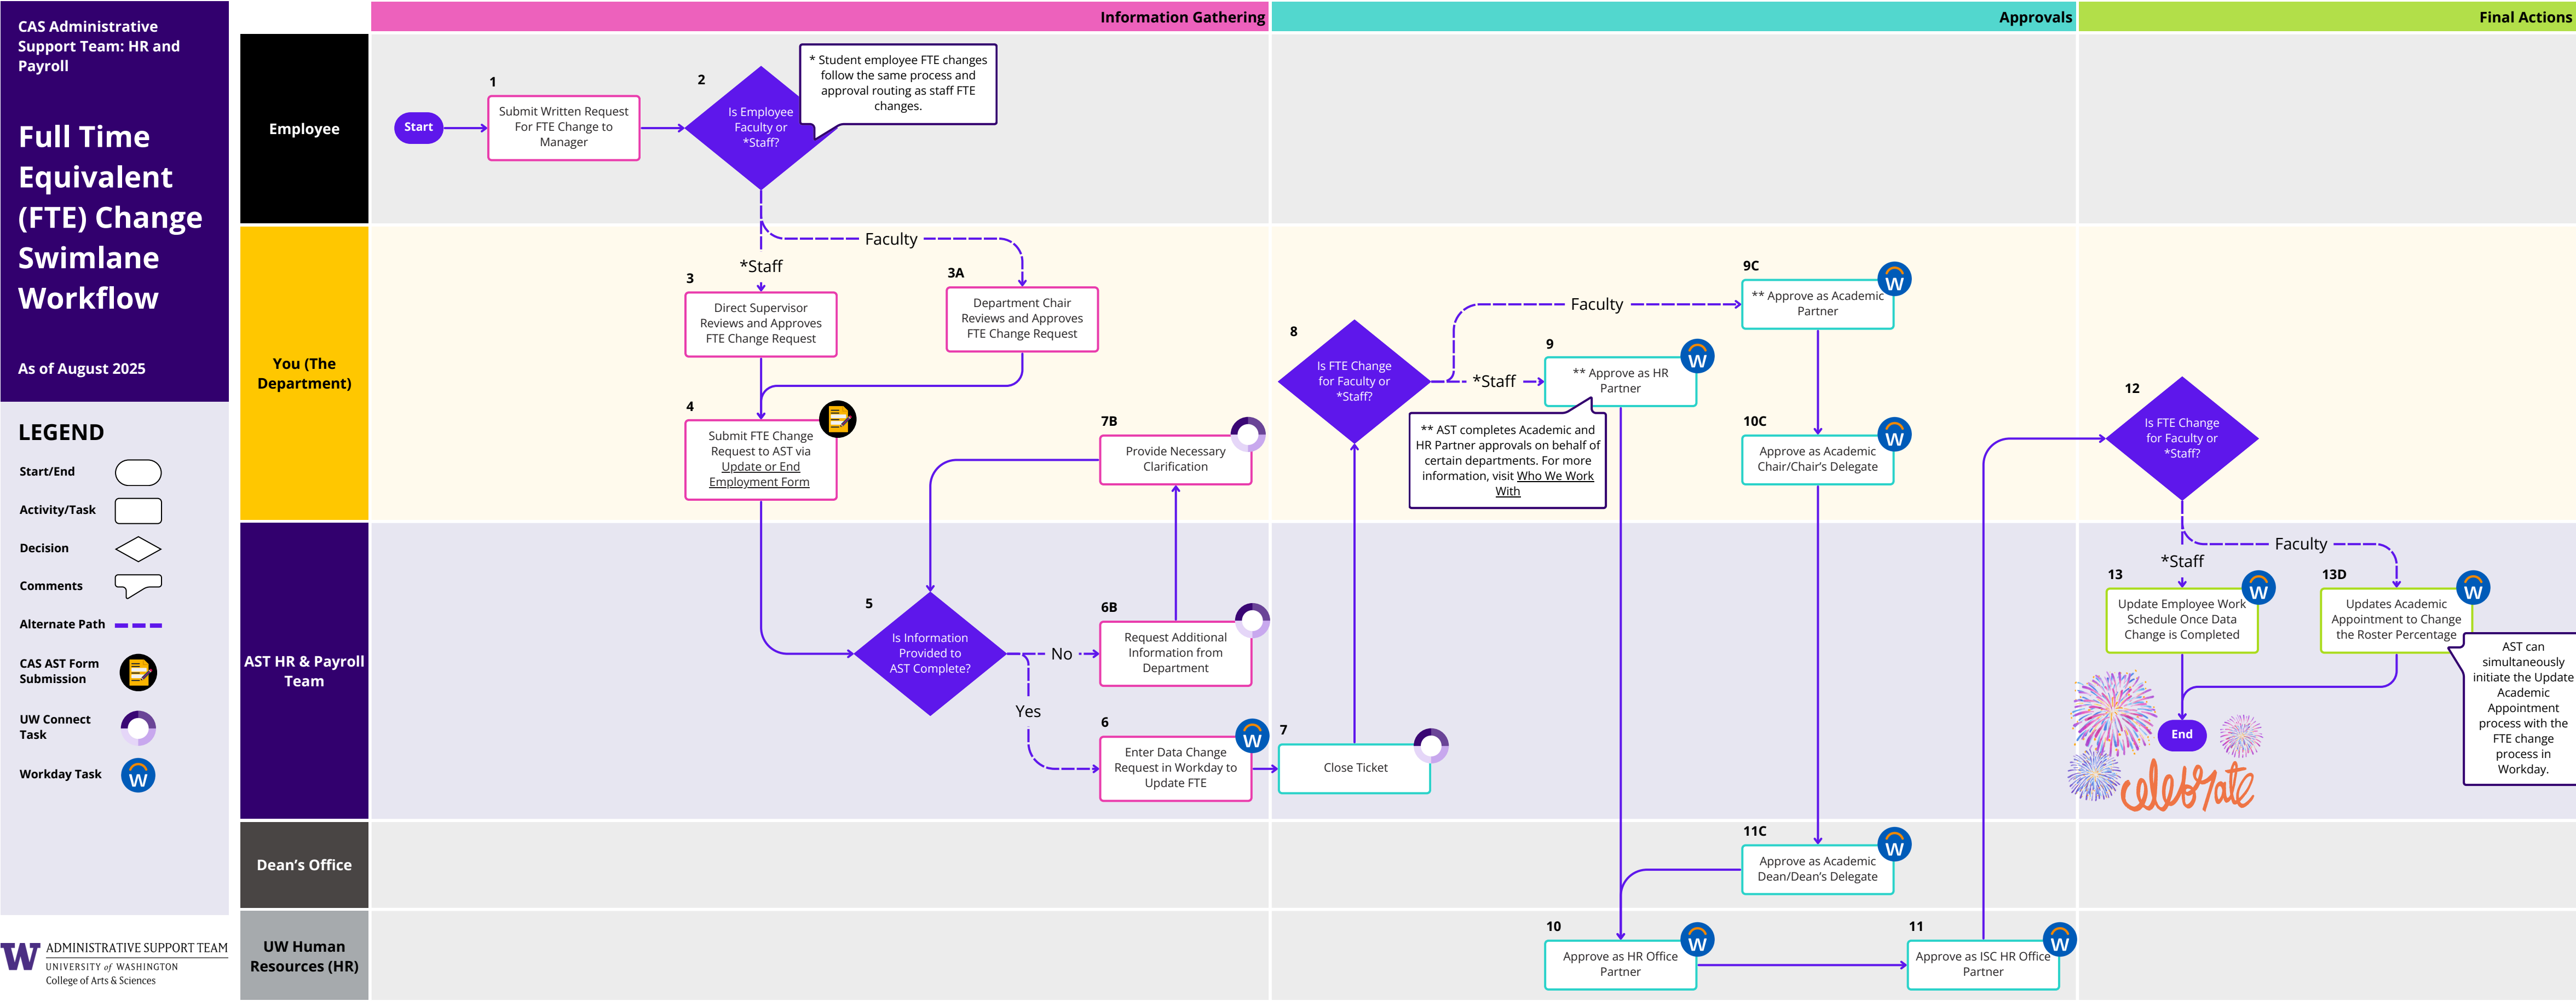 CAS Administrative
Support Team: HR and
Payroll
Full Time
Equivalent
(FTE) Change
Swimlane
Workflow
As of August 2025
LEGEND
Start/End
Activity/Task
Decision
Comments
Alternate Path
CAS AST Form
Submission
UW Connect
Task
Workday Task
W
W
ADMINISTRATIVE SUPPORT TEAM
UNIVERSITY of WASHINGTON
College of Arts & Sciences
Information Gathering
Approvals
Final Actions
Employee
Start
1
Submit Written Request
For FTE Change to
Manager
2
Is Employee
Faculty or
*Staff?
* Student employee FTE changes
follow the same process and
approval routing as staff FTE
changes.
You (The
Department)
Faculty
*Staff
3
Direct Supervisor
Reviews and Approves
FTE Change Request
3A
Department Chair
Reviews and Approves
FTE Change Request
4
Submit FTE Change
Request to AST via
Update or End
Employment Form
7B
Provide Necessary
Clarification
8
Is FTE Change
for Faculty or
*Staff?
Faculty
*Staff
9
W
** Approve as HR
Partner
** AST completes Academic and
HR Partner approvals on behalf of
certain departments. For more
information, visit Who We Work
With
9C
W
** Approve as Academic
Partner
10C
W
Approve as Academic
Chair/Chair's Delegate
12
Is FTE Change
for Faculty or
*Staff?
AST HR & Payroll
Team
5
Is Information
Provided to
AST Complete?
No
Yes
6B
Request Additional
Information from
Department
6
W
Enter Data Change
Request in Workday to
Update FTE
7
Close Ticket
Faculty
*Staff
13
W
Update Employee Work
Schedule Once Data
Change is Completed
13D
W
Updates Academic
Appointment to Change
the Roster Percentage
AST can
simultaneously
initiate the Update
Academic
Appointment
process with the
FTE change
process in
Workday.
End
celebrate
Dean's Office
11C
W
Approve as Academic
Dean/Dean's Delegate
UW Human
Resources (HR)
10
W
Approve as HR Office
Partner
11
W
Approve as ISC HR Office
Partner